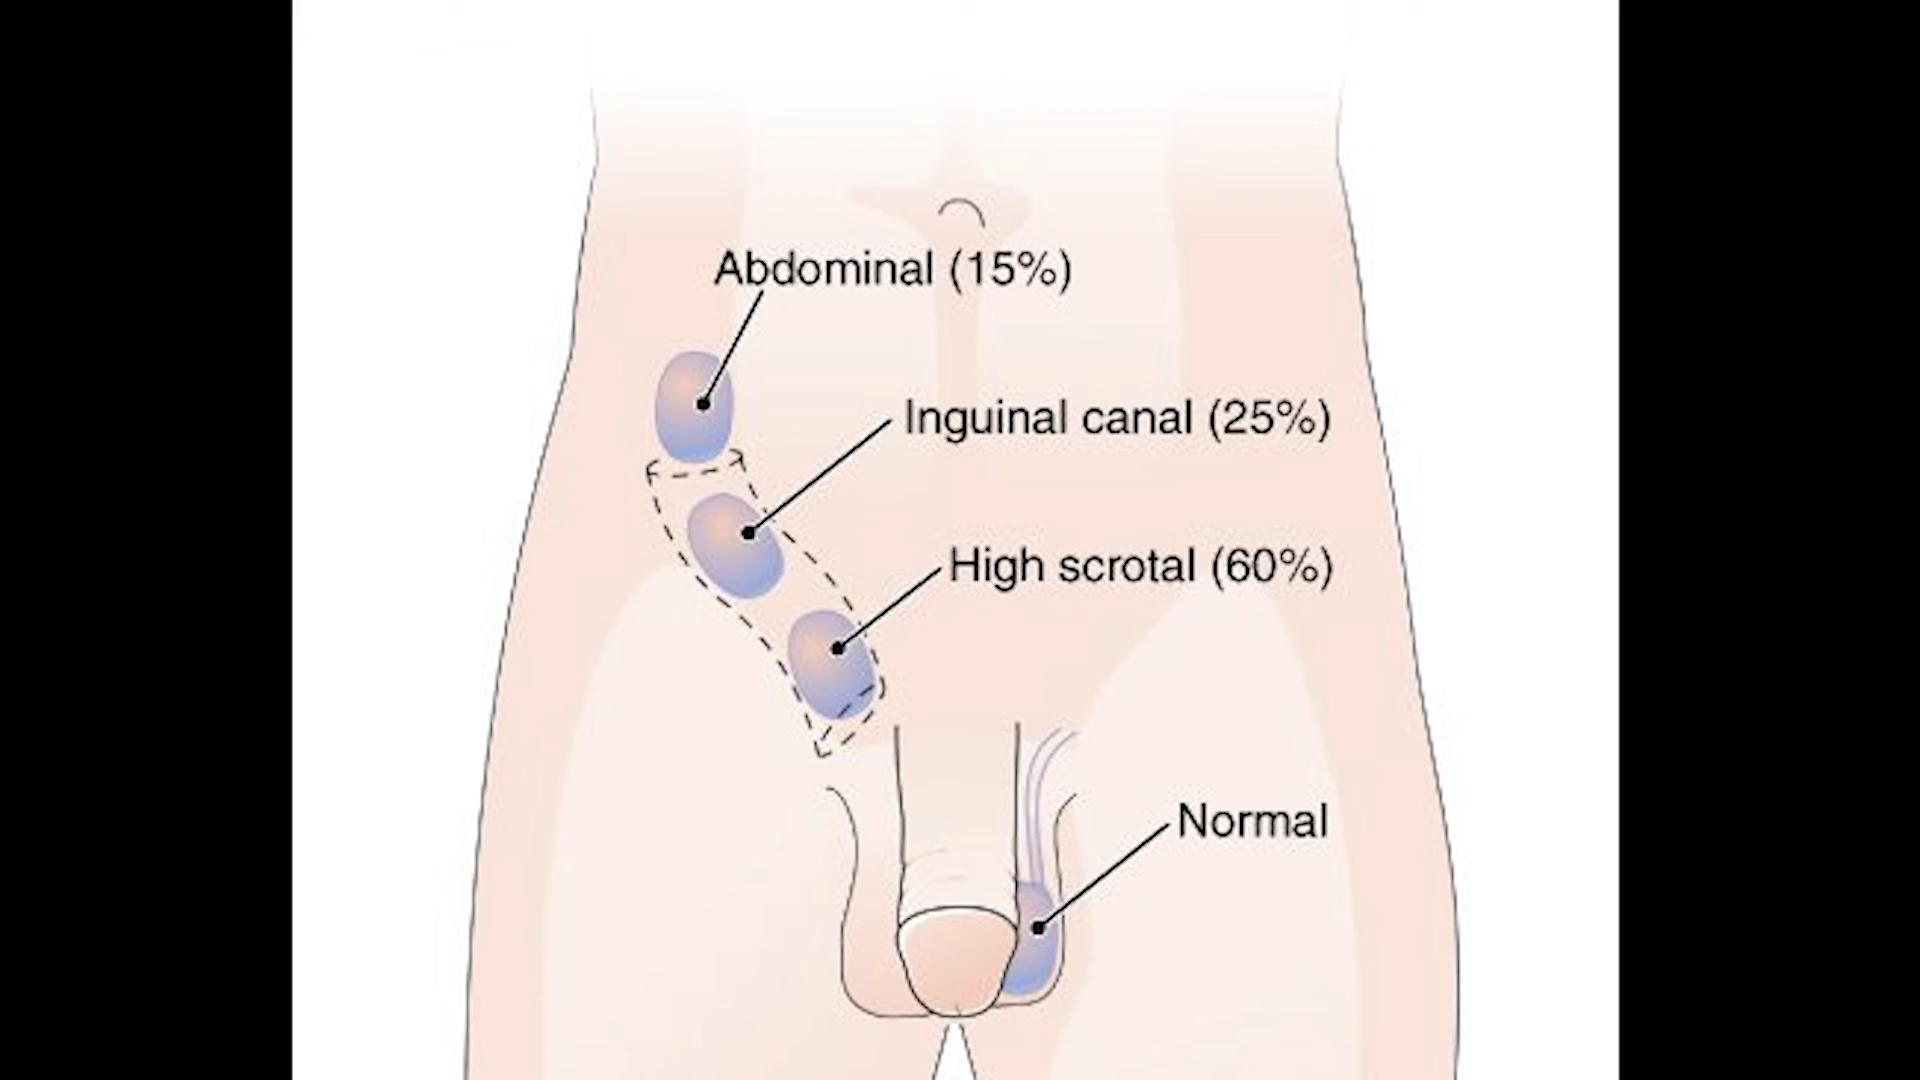 Abdominal (15%)
Inguinal canal (25%)
High scrotal (60%)
Normal